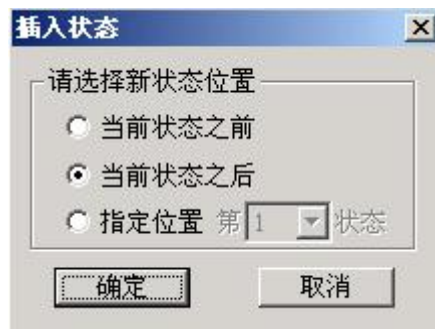 插入状态
请选择新状态位置
当前状态之前
当前状态之后
指定位置 第 1 状态
确定 取消